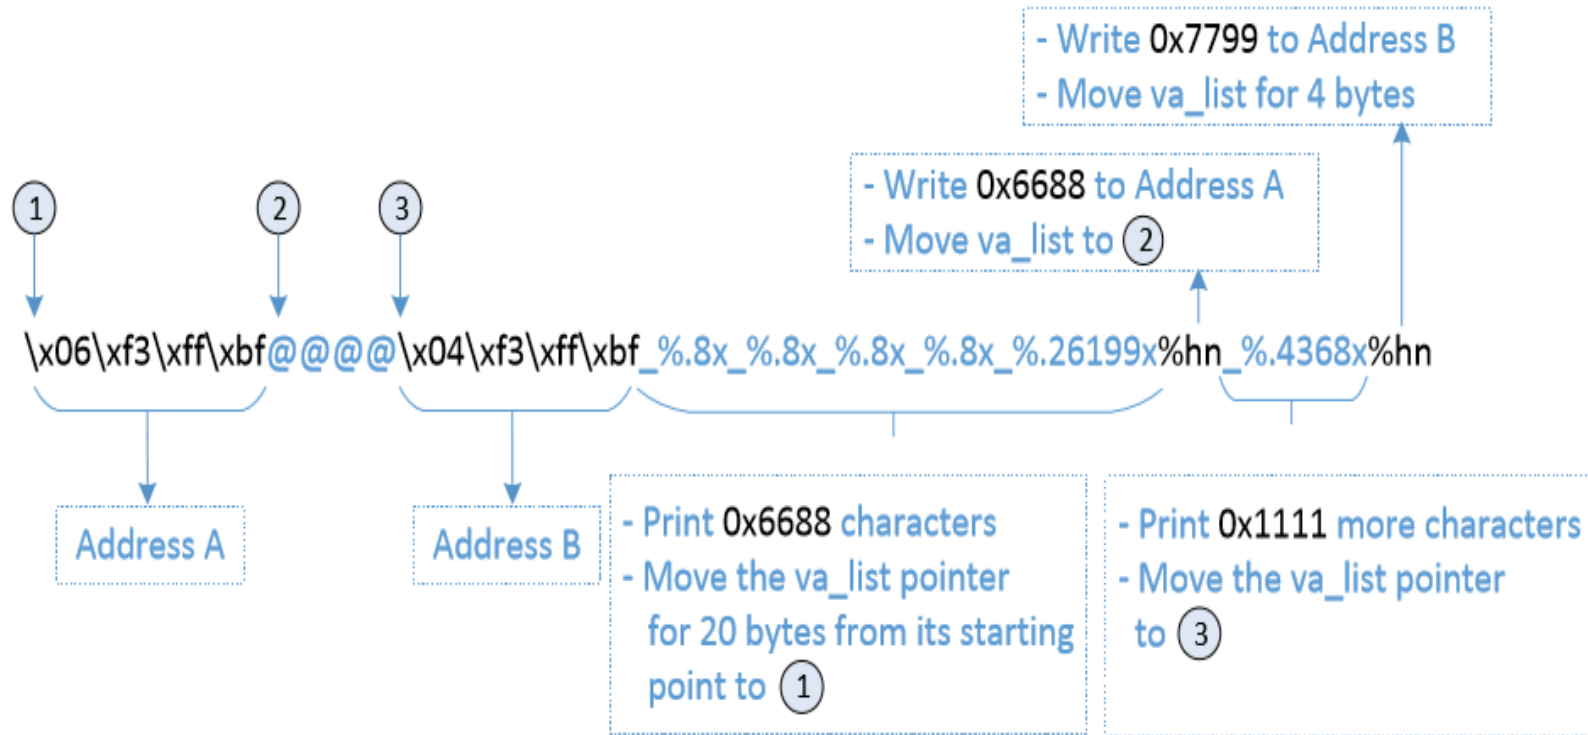 - Write 0x7799 to Address B
- Move va_list for 4 bytes
- Write 0x6688 to Address A
- Move va_list to 2
1
2
3
\x06\xf3\xff\xbf@@@@\x04\xf3\xff\xbf_%.8x_%.8x_%.8x_%.8x_%.26199x%hn_%.4368x%hn
Address A
Address B
- Print 0x6688 characters
- Move the va_list pointer
for 20 bytes from its starting
point to 1
- Print 0x1111 more characters
- Move the va_list pointer
to 3